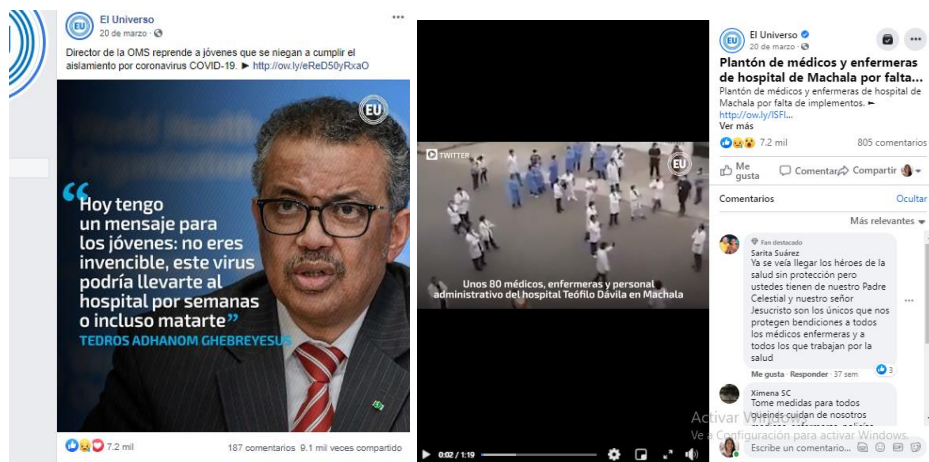 El Universo
20 de marzo ·
Director de la OMS reprende a jóvenes que se niegan a cumplir el
aislamiento por coronavirus COVID-19. ► http://ow.ly/eReD50yRxaO
EU
“Hoy tengo
un mensaje para
los jóvenes: no eres
invencible, este virus
podría llevarte al
hospital por semanas
o incluso matarte”
TEDROS ADHANOM GHEBREYESUS
7.2 mil
187 comentarios 9.1 mil veces compartido
TWITTER
EU
Unos 80 médicos, enfermeras y personal
administrativo del hospital Teófilo Dávila en Machala
0:02 / 1:19
EU
El Universo
20 de marzo ·
Plantón de médicos y enfermeras
de hospital de Machala por falta...
Plantón de médicos y enfermeras de hospital de
Machala por falta de implementos. ►
http://ow.ly/ISFI...
Ver más
7.2 mil
805 comentarios
Me gusta
Comentar
Compartir
Comentarios
Ocultar
Más relevantes
Fan destacado
Sarita Suárez
Ya se veía llegar los héroes de la
salud sin protección pero
ustedes tienen de nuestro Padre
Celestial y nuestro señor
Jesucristo son los únicos que nos
protegen bendiciones a todos
los médicos enfermeras y a
todos los que trabajan por la
salud
Me gusta · Responder · 37 sem
3
Ximena SC
Tome medidas para todos
queines cuidan de nosotros
Activar Windows
Ve a Configuración para activar Windows.
Escribe un comentario...